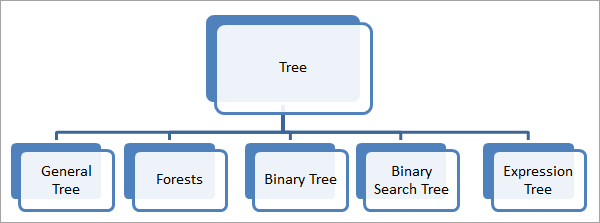 Tree
General
Tree
Forests
Binary Tree
Binary
Search Tree
Expression
Tree